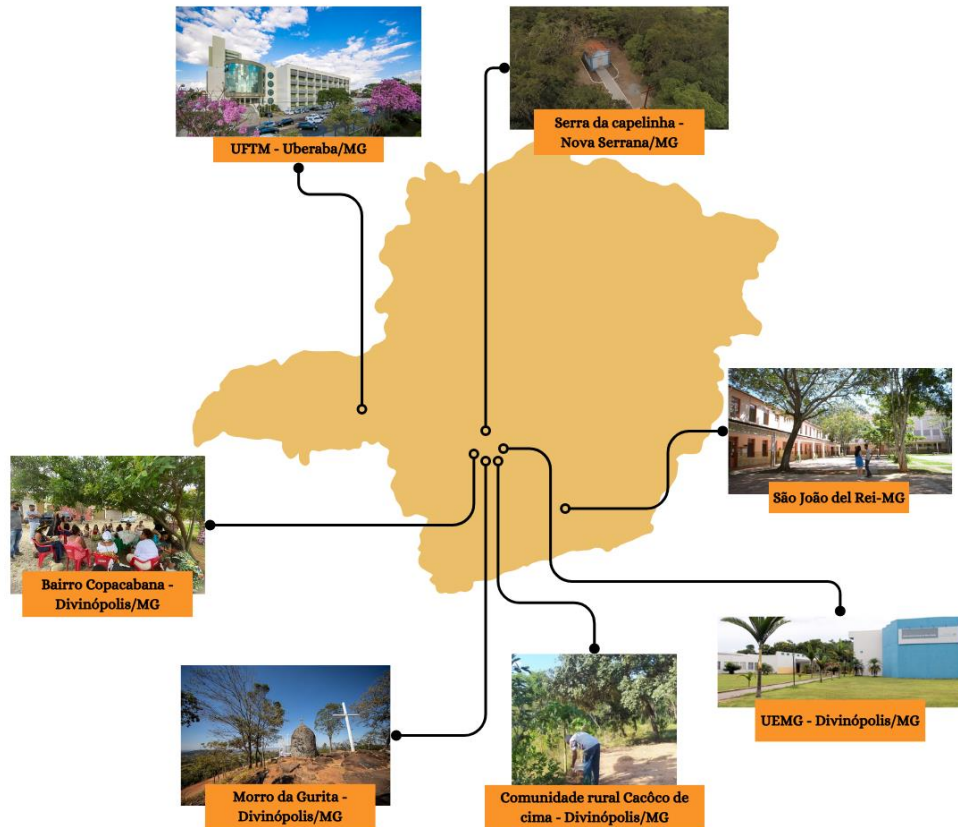 UFTM - Uberaba/MG
Serra da capelinha -
Nova Serrana/MG
São João del Rei-MG
Bairro Copacabana -
Divinópolis/MG
UEMG - Divinópolis/MG
Morro da Gurita -
Divinópolis/MG
Comunidade rural Cacôco de
cima - Divinópolis/MG